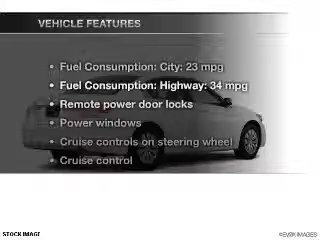 VEHICLE FEATURES
• Fuel Consumption: City: 23 mpg
• Fuel Consumption: Highway: 34 mpg
• Remote power door locks
• Power windows
• Cruise controls on steering wheel
• Cruise control
STOCK IMAGE
©EVOX IMAGES